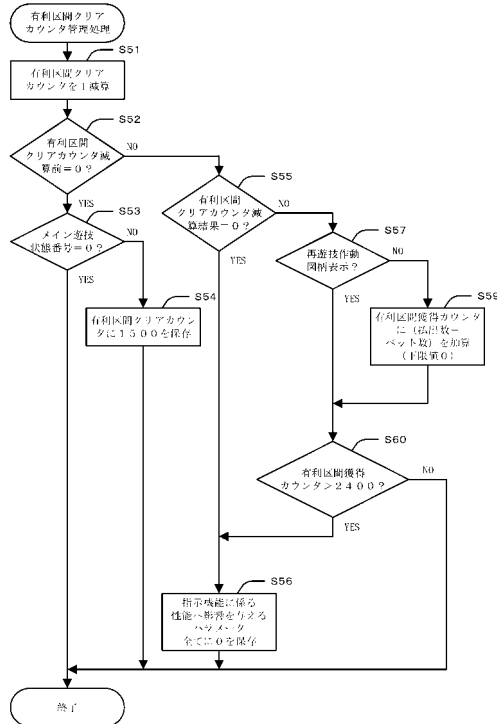 有利区間クリア
カウンタ管理処理
S51
有利区間クリア
カウンタを1減算
S52
有利区間
クリアカウンタ減
算前=0?
NO
YES
S53
メイン遊技
状態番号=0?
NO
YES
S54
有利区間クリアカウン
タに1500を保存
S55
有利区間
クリアカウンタ減
算結果=0?
NO
YES
S57
再遊技作動
図柄表示?
NO
YES
S59
有利区間獲得カウンタ
に(払出数-
ベット数)を加算
(下限値0)
S60
有利区間獲得
カウンタ>2400?
NO
YES
S56
指示機能に係る
性能へ影響を与える
パラメータ
全てに0を保存
終了